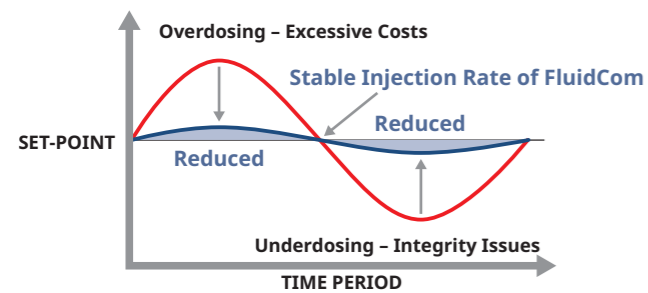 Overdosing – Excessive Costs
Stable Injection Rate of FluidCom
Reduced
SET-POINT
Reduced
Underdosing – Integrity Issues
TIME PERIOD